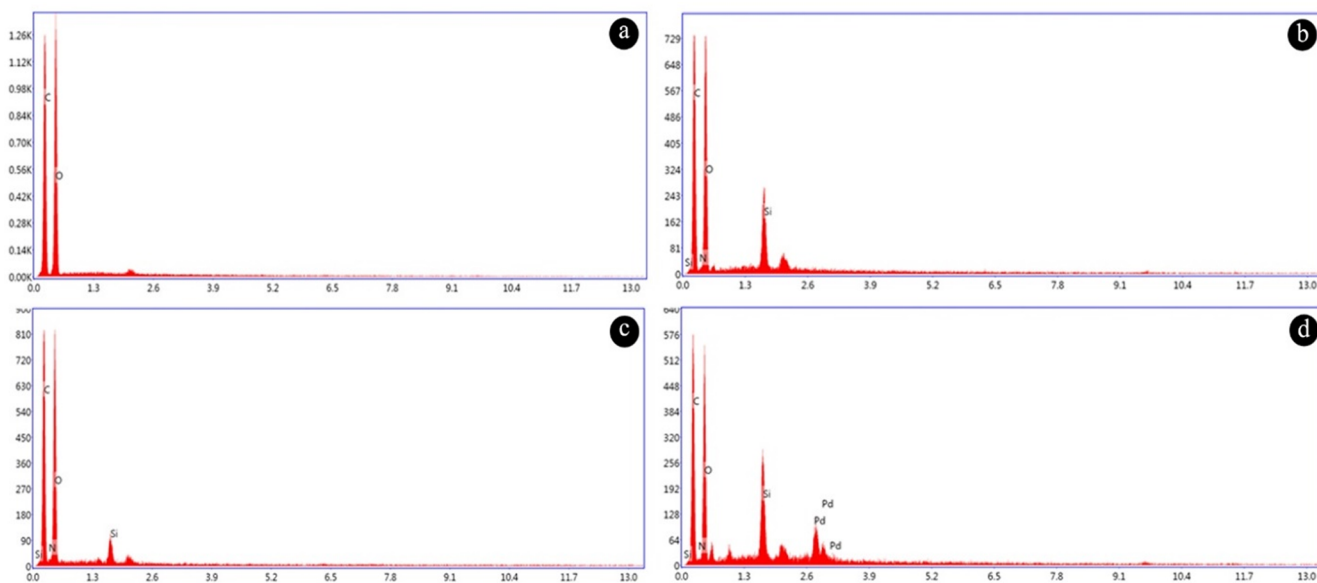 a
1.26K
1.12K
0.98K
0.84K
0.70K
0.56K
0.42K
0.28K
0.14K
0.00K
C
O
0.0 1.3 2.6 3.9 5.2 6.5 7.8 9.1 10.4 11.7 13.0
b
729
648
567
486
405
324
243
162
81
0
C
O
Si
Si
N
0.0 1.3 2.6 3.9 5.2 6.5 7.8 9.1 10.4 11.7 13.0
c
900
810
720
630
540
450
360
270
180
90
0
C
O
Si
Si
N
0.0 1.3 2.6 3.9 5.2 6.5 7.8 9.1 10.4 11.7 13.0
d
640
576
512
448
384
320
256
192
128
64
0
C
O
Si
Pd
Pd
Pd
Si
N
0.0 1.3 2.6 3.9 5.2 6.5 7.8 9.1 10.4 11.7 13.0